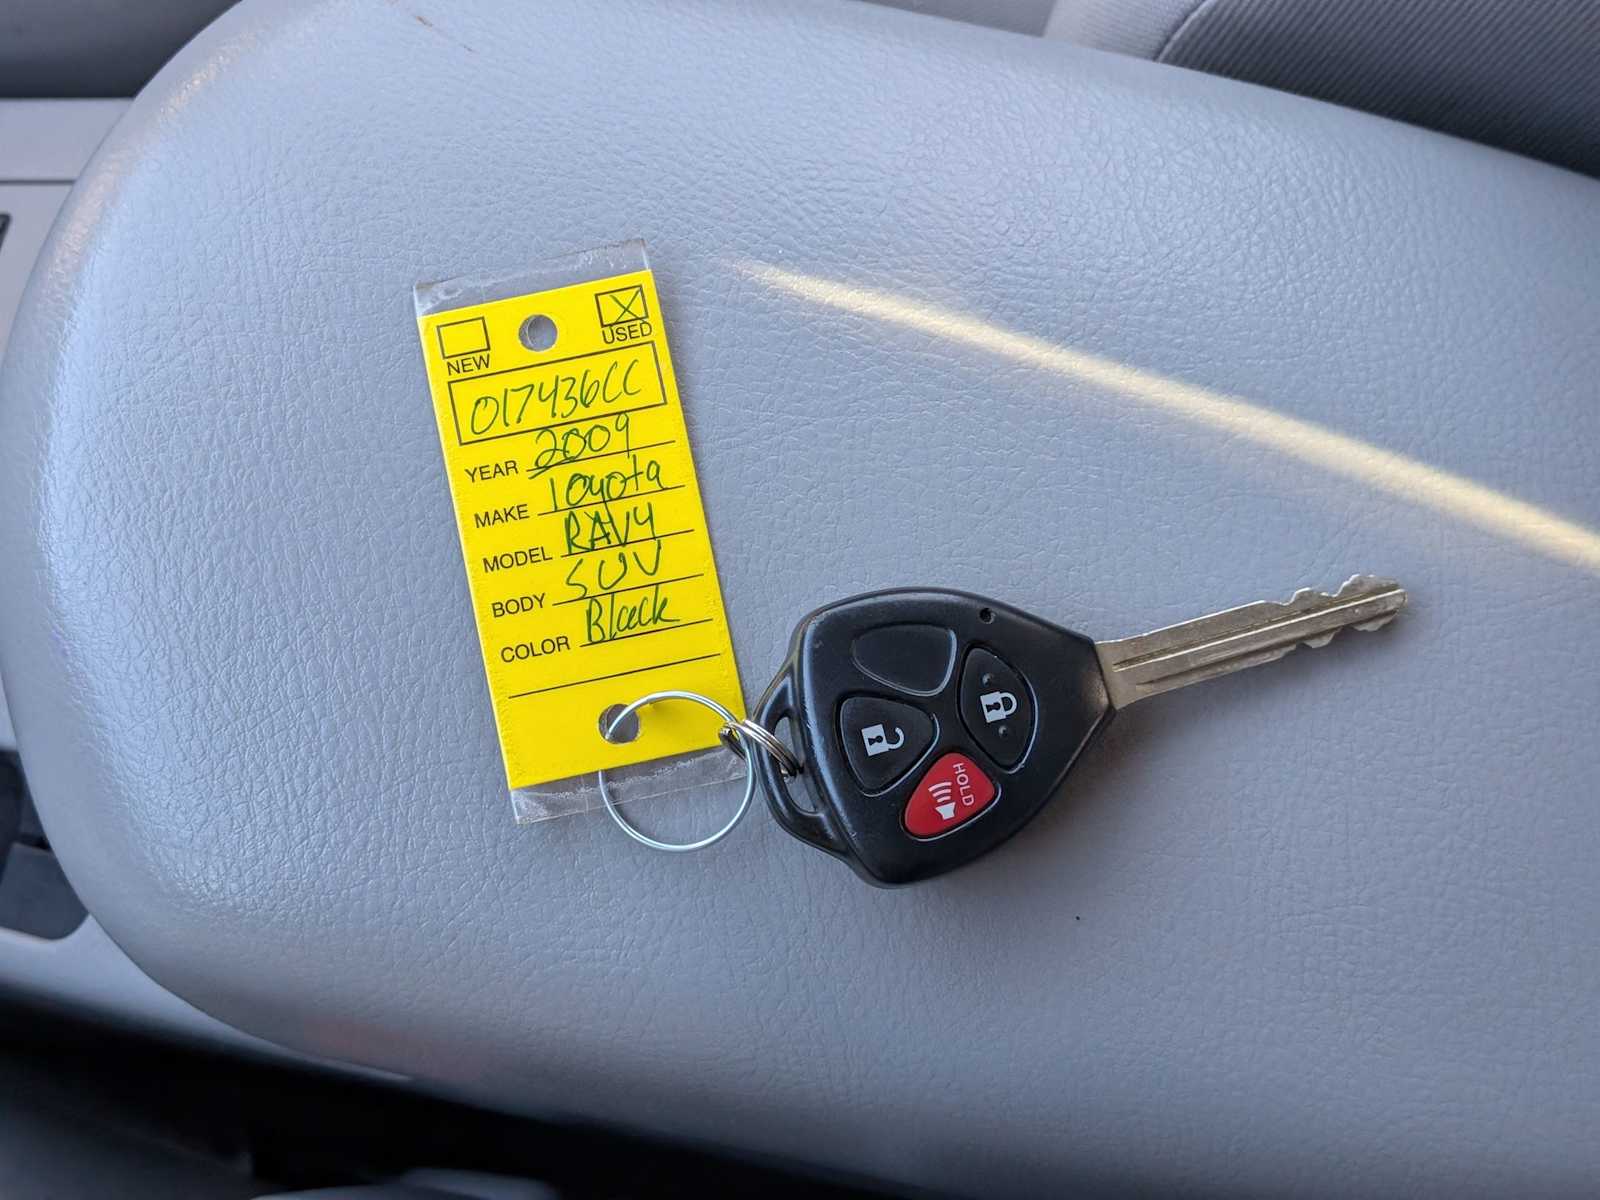 NEW USED
017436CC
YEAR 2009
MAKE Toyota
MODEL RAV4
BODY SUV
COLOR Black
HOLD